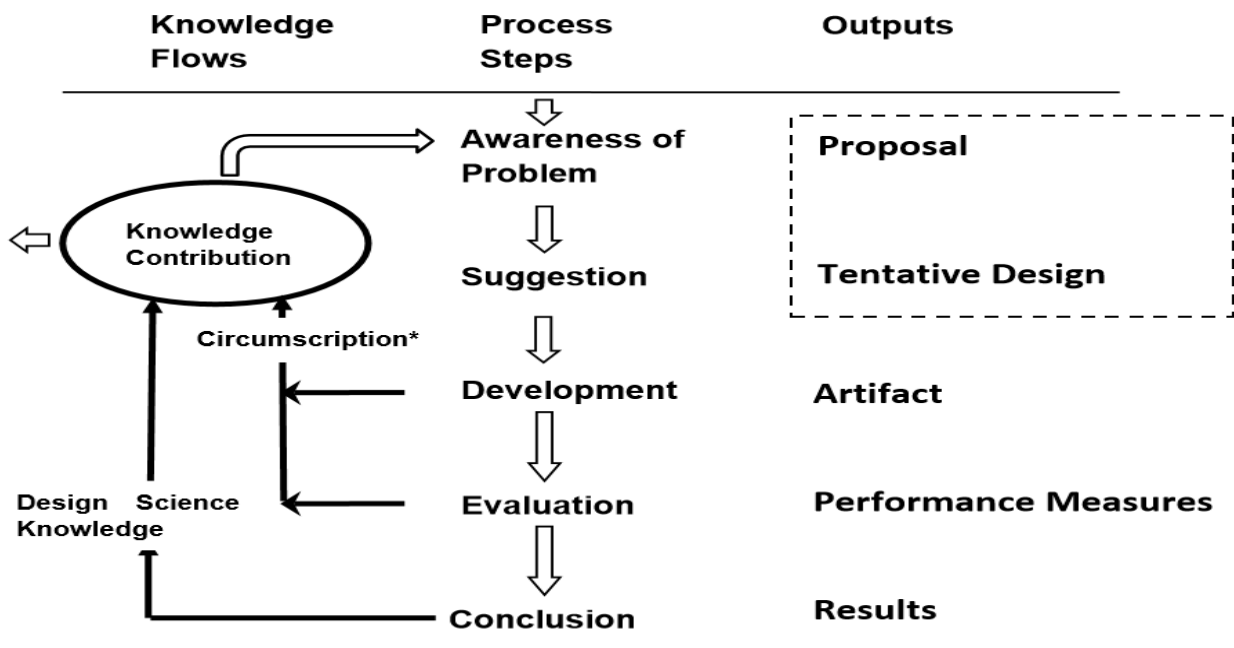 Knowledge
Flows
Process
Steps
Outputs
Awareness of
Problem
Proposal
Knowledge
Contribution
Suggestion
Tentative Design
Circumscription*
Development
Artifact
Design Science
Knowledge
Evaluation
Performance Measures
Conclusion
Results